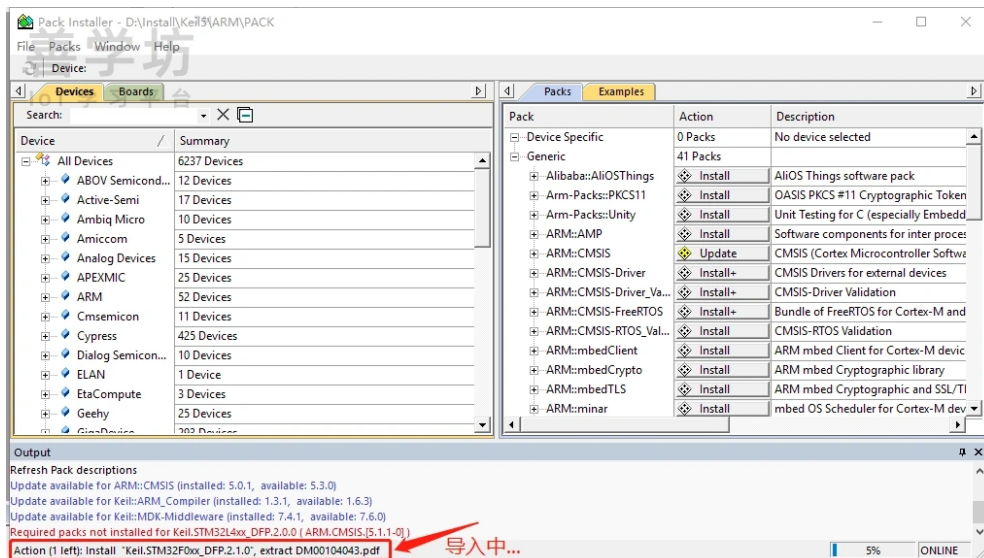 Pack Installer - D:\Install\Keil5\ARM\PACK
File Packs Window Help
善学坊
IoT 学习平台
Device:
Devices Boards
Search:
Device Summary
All Devices 6237 Devices
ABOV Semicond... 12 Devices
Active-Semi 17 Devices
Ambiq Micro 10 Devices
Amiccom 5 Devices
Analog Devices 15 Devices
APEXMIC 25 Devices
ARM 52 Devices
Cmsemicon 11 Devices
Cypress 425 Devices
Dialog Semicon... 10 Devices
ELAN 1 Device
EtaCompute 3 Devices
Geehy 25 Devices
GigaDevice 293 Devices
Packs Examples
Pack Action Description
Device Specific 0 Packs No device selected
Generic 41 Packs
Alibaba::AliOSThings Install AliOS Things software pack
Arm-Packs::PKCS11 Install OASIS PKCS #11 Cryptographic Token
Arm-Packs::Unity Install Unit Testing for C (especially Embedd
ARM::AMP Install Software components for inter proces
ARM::CMSIS Update CMSIS (Cortex Microcontroller Softwa
ARM::CMSIS-Driver Install+ CMSIS Drivers for external devices
ARM::CMSIS-Driver_Va... Install+ CMSIS-Driver Validation
ARM::CMSIS-FreeRTOS Install+ Bundle of FreeRTOS for Cortex-M and
ARM::CMSIS-RTOS_Val... Install CMSIS-RTOS Validation
ARM::mbedClient Install ARM mbed Client for Cortex-M devic
ARM::mbedCrypto Install ARM mbed Cryptographic library
ARM::mbedTLS Install ARM mbed Cryptographic and SSL/Tl
ARM::minar Install mbed OS Scheduler for Cortex-M dev
Output
Refresh Pack descriptions
Update available for ARM::CMSIS (installed: 5.0.1, available: 5.3.0)
Update available for Keil::ARM_Compiler (installed: 1.3.1, available: 1.6.3)
Update available for Keil::MDK-Middleware (installed: 7.4.1, available: 7.6.0)
Required packs not installed for Keil.STM32L4xx_DFP.2.0.0 ( ARM.CMSIS.[5.1.1-0] )
Action (1 left): Install "Keil.STM32F0xx_DFP.2.1.0", extract DM00104043.pdf
导入中...
5% ONLINE